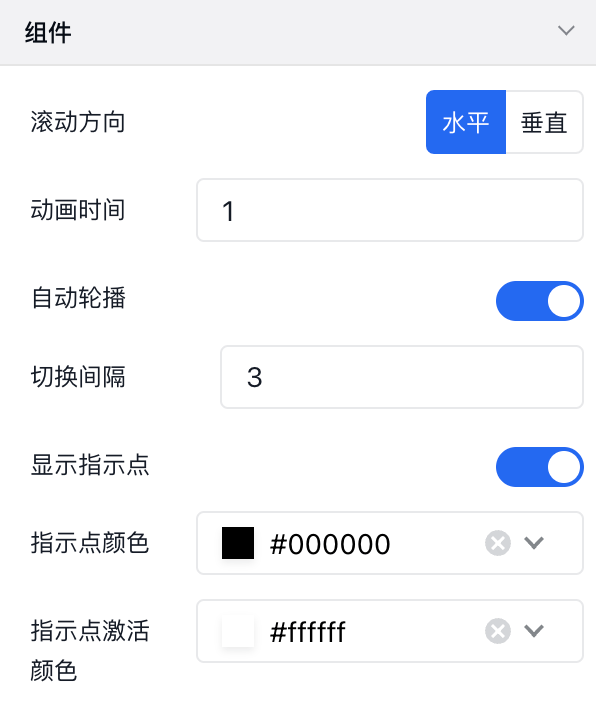 组件
滚动方向 水平 垂直
动画时间 1
自动轮播
切换间隔 3
显示指示点
指示点颜色 #000000
指示点激活 #ffffff
颜色